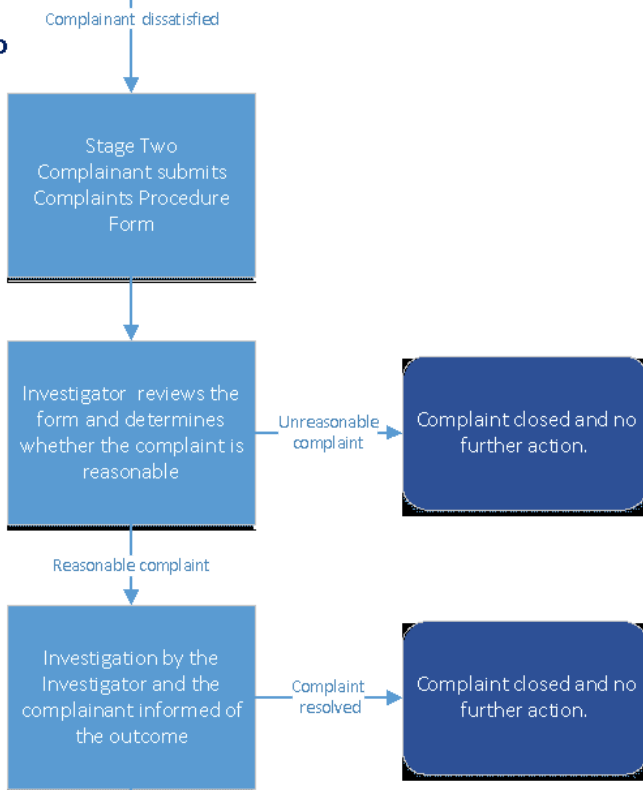 Complainant dissatisfied
o
Stage Two
Complainant submits
Complaints Procedure
Form
Investigator reviews the
form and determines
whether the complaint is
reasonable
Unreasonable
complaint
Complaint closed and no
further action.
Reasonable complaint
Investigation by the
Investigator and the
complainant informed of
the outcome
Complaint
resolved
Complaint closed and no
further action.